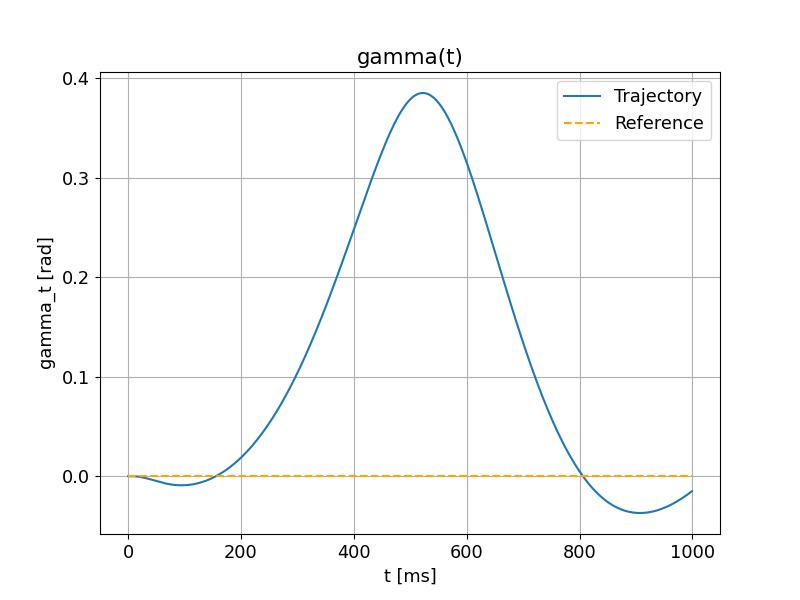 gamma(t)
Trajectory
Reference
gamma_t [rad]
0.4
0.3
0.2
0.1
0.0
0 200 400 600 800 1000
t [ms]